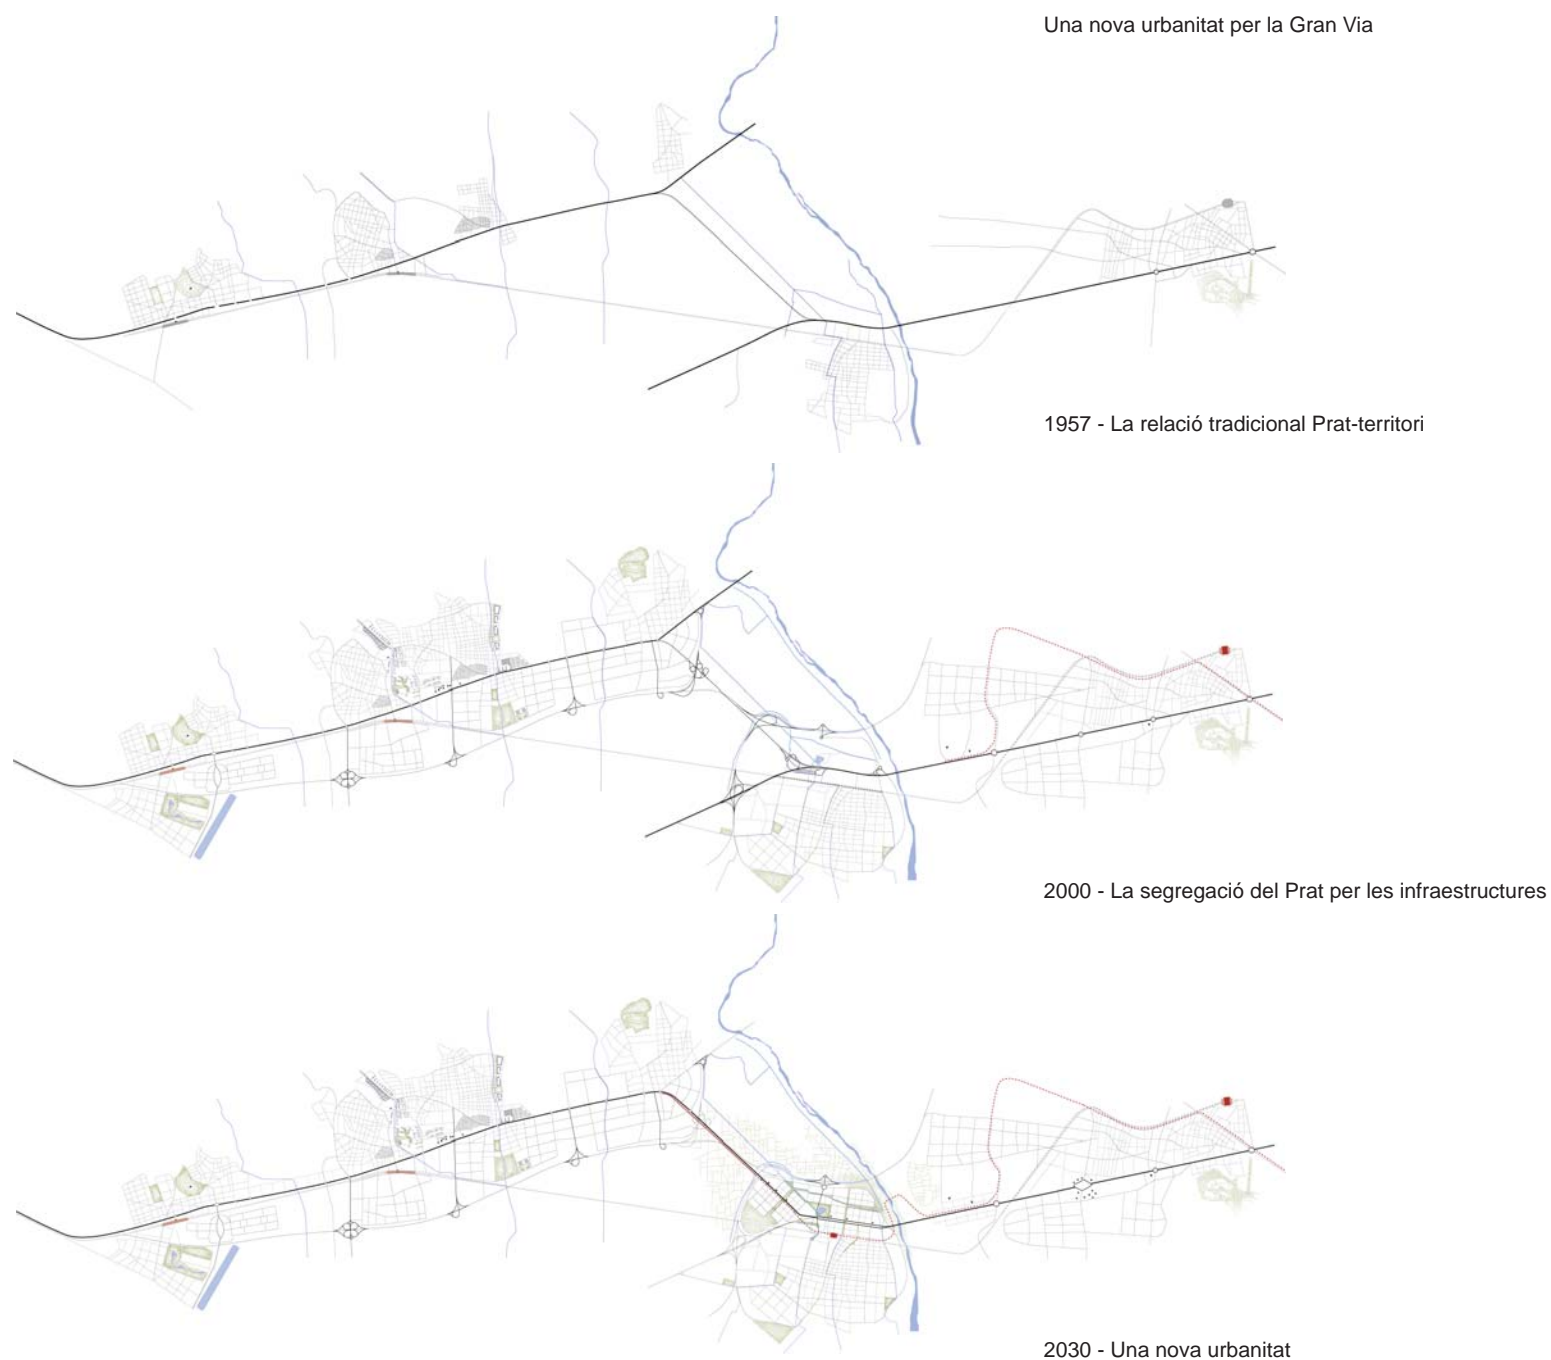 Una nova urbanitat per la Gran Via
1957 - La relació tradicional Prat-territori
2000 - La segregació del Prat per les infraestructures
2030 - Una nova urbanitat